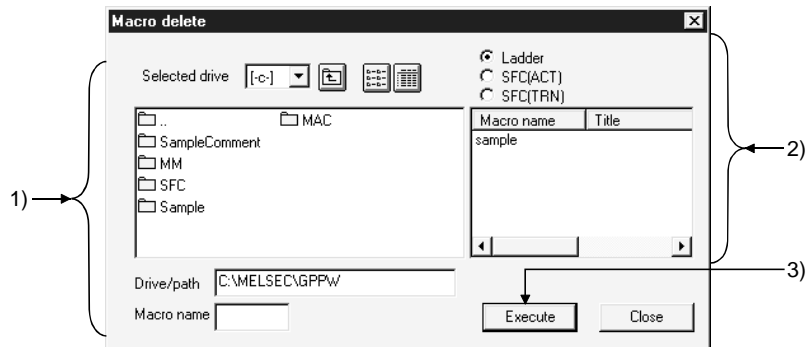 Macro delete
Selected drive [-c-]
Ladder
SFC(ACT)
SFC(TRN)
.. MAC
SampleComment
MM
SFC
Sample
Macro name Title
sample
1)
2)
Drive/path C:\MELSEC\GPPW
3)
Macro name
Execute Close